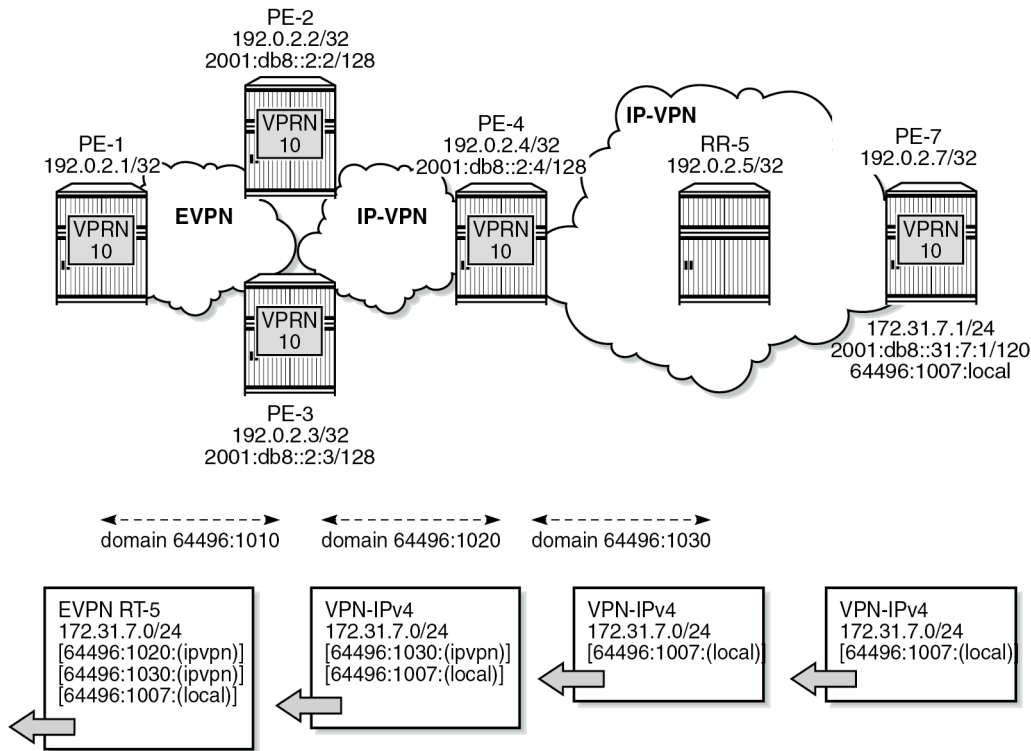 PE-2
192.0.2.2/32
2001:db8::2:2/128
VPRN
10
PE-1
192.0.2.1/32
VPRN
10
EVPN
IP-VPN
PE-4
192.0.2.4/32
2001:db8::2:4/128
VPRN
10
IP-VPN
RR-5
192.0.2.5/32
PE-7
192.0.2.7/32
VPRN
10
172.31.7.1/24
2001:db8::31:7:1/120
64496:1007:local
VPRN
10
PE-3
192.0.2.3/32
2001:db8::2:3/128
domain 64496:1010
domain 64496:1020
domain 64496:1030
EVPN RT-5
172.31.7.0/24
[64496:1020:(ipvpn)]
[64496:1030:(ipvpn)]
[64496:1007:(local)]
VPN-IPv4
172.31.7.0/24
[64496:1030:(ipvpn)]
[64496:1007:(local)]
VPN-IPv4
172.31.7.0/24
[64496:1007:(local)]
VPN-IPv4
172.31.7.0/24
[64496:1007:(local)]